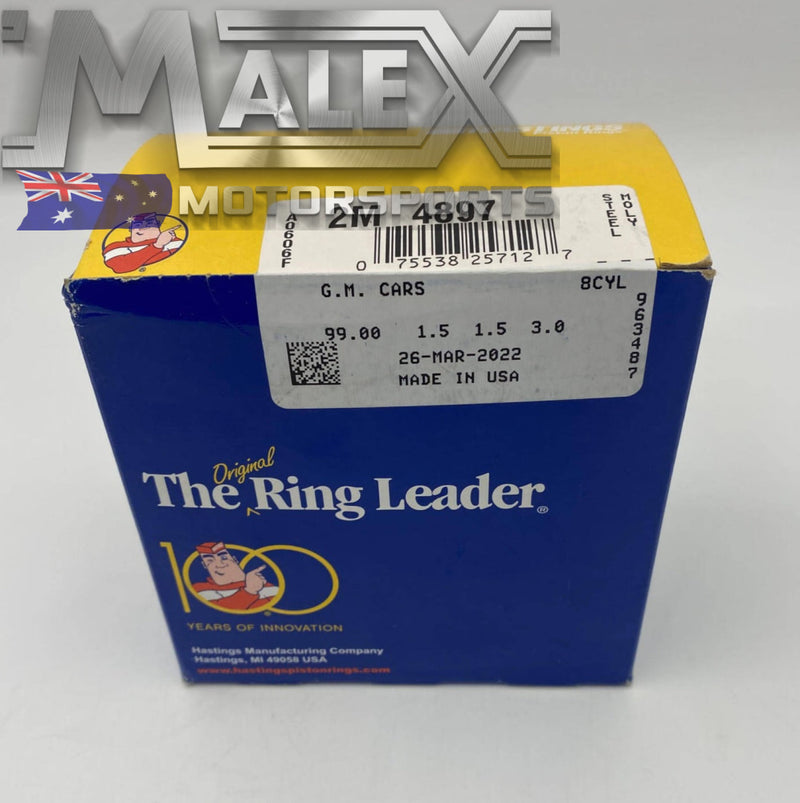 MALEX
MOTORSPORTS
A0606F
2M 4897
MOLY
STEEL
0 75538 25712 7
G.M. CARS 8CYL
963487
99.00 1.5 1.5 3.0
26-MAR-2022
MADE IN USA
Original
The Ring Leader®
100
YEARS OF INNOVATION
Hastings Manufacturing Company
Hastings, MI 49058 USA
www.hastingspistonrings.com